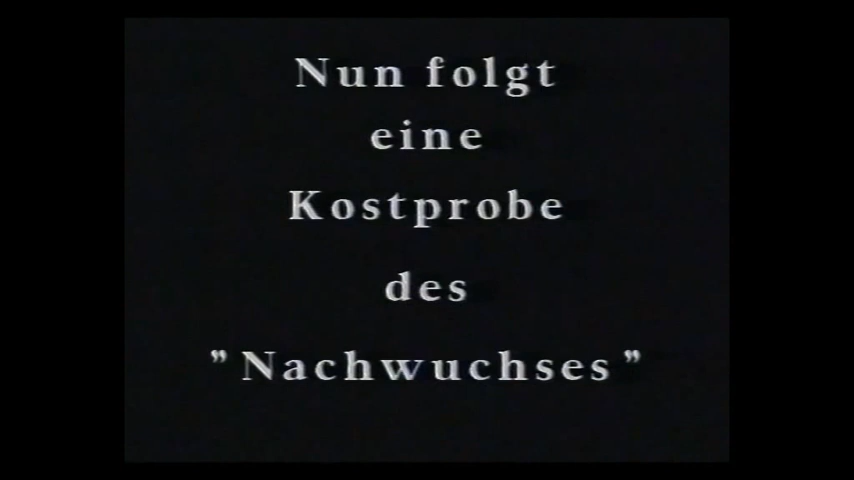 Nun folgt
eine
Kostprobe
des
"Nachwuchses"